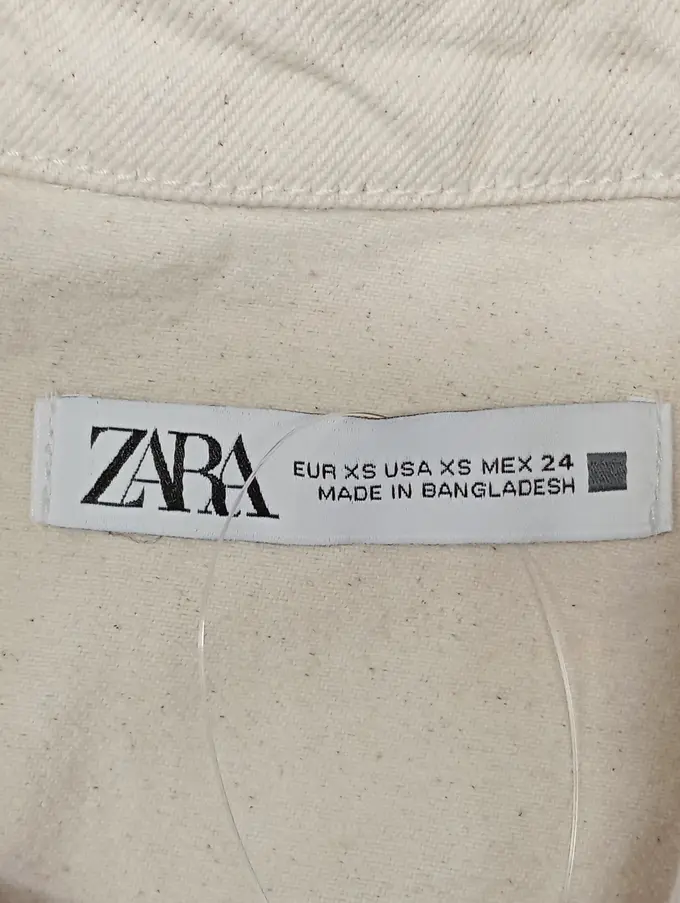 ZARA
EUR XS USA XS MEX 24
MADE IN BANGLADESH